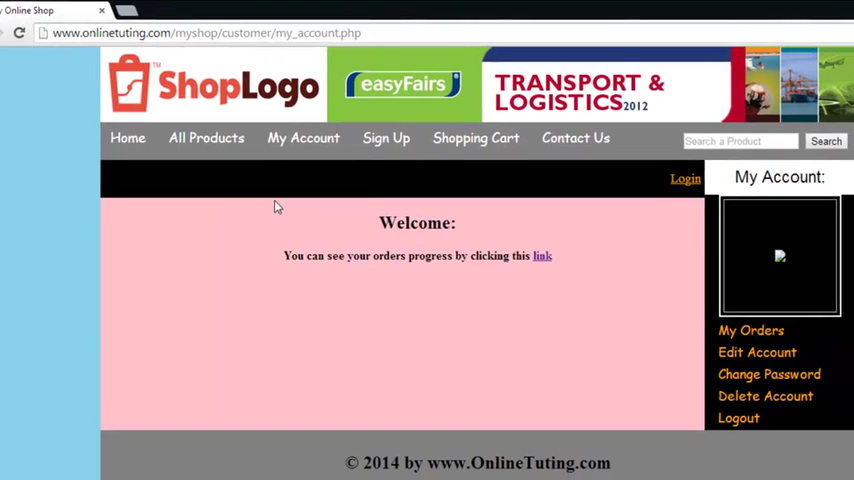 y Online Shop
www.onlinetuting.com/myshop/customer/my_account.php
ShopLogo
TM
easyFairs
TRANSPORT &
LOGISTICS2012
Home All Products My Account Sign Up Shopping Cart Contact Us Search a Product Search
Login
My Account:
Welcome:
You can see your orders progress by clicking this link
My Orders
Edit Account
Change Password
Delete Account
Logout
© 2014 by www.OnlineTuting.com